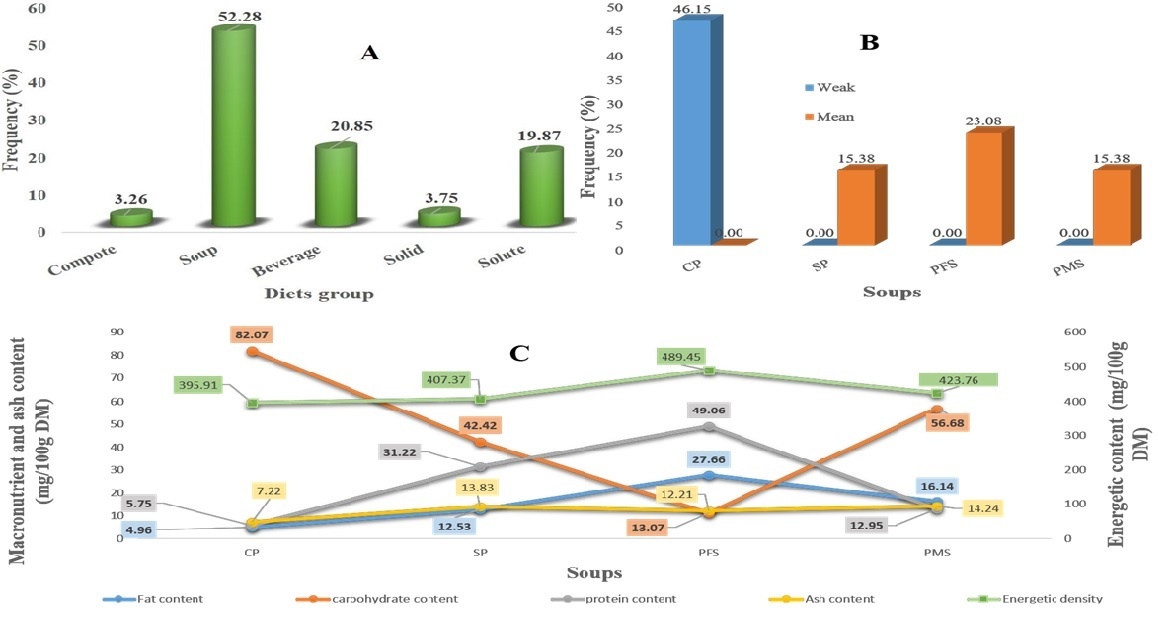 60
50
40
30
20
10
0
Frequency (%)
A
3.26
52.28
20.85
3.75
19.87
Compote
Soup
Beverage
Solid
Solute
Diets group
50
45
40
35
30
25
20
15
10
5
0
Frequency (%)
B
Weak
Mean
46.15
0.00
0.00
15.38
0.00
23.08
0.00
15.38
CP
SP
PFS
PMS
Soups
C
Macronutrient and ash content
(mg/100g DM)
90
80
70
60
50
40
30
20
10
0
600
500
400
300
200
100
0
Energetic content (mg/100g
DM)
82.07
395.91
407.37
489.45
423.76
42.42
49.06
56.68
31.22
27.66
7.22
13.83
12.21
16.14
5.75
4.96
12.53
13.07
12.95
14.24
CP
SP
PFS
PMS
Soups
Fat content
carbohydrate content
protein content
Ash content
Energetic density